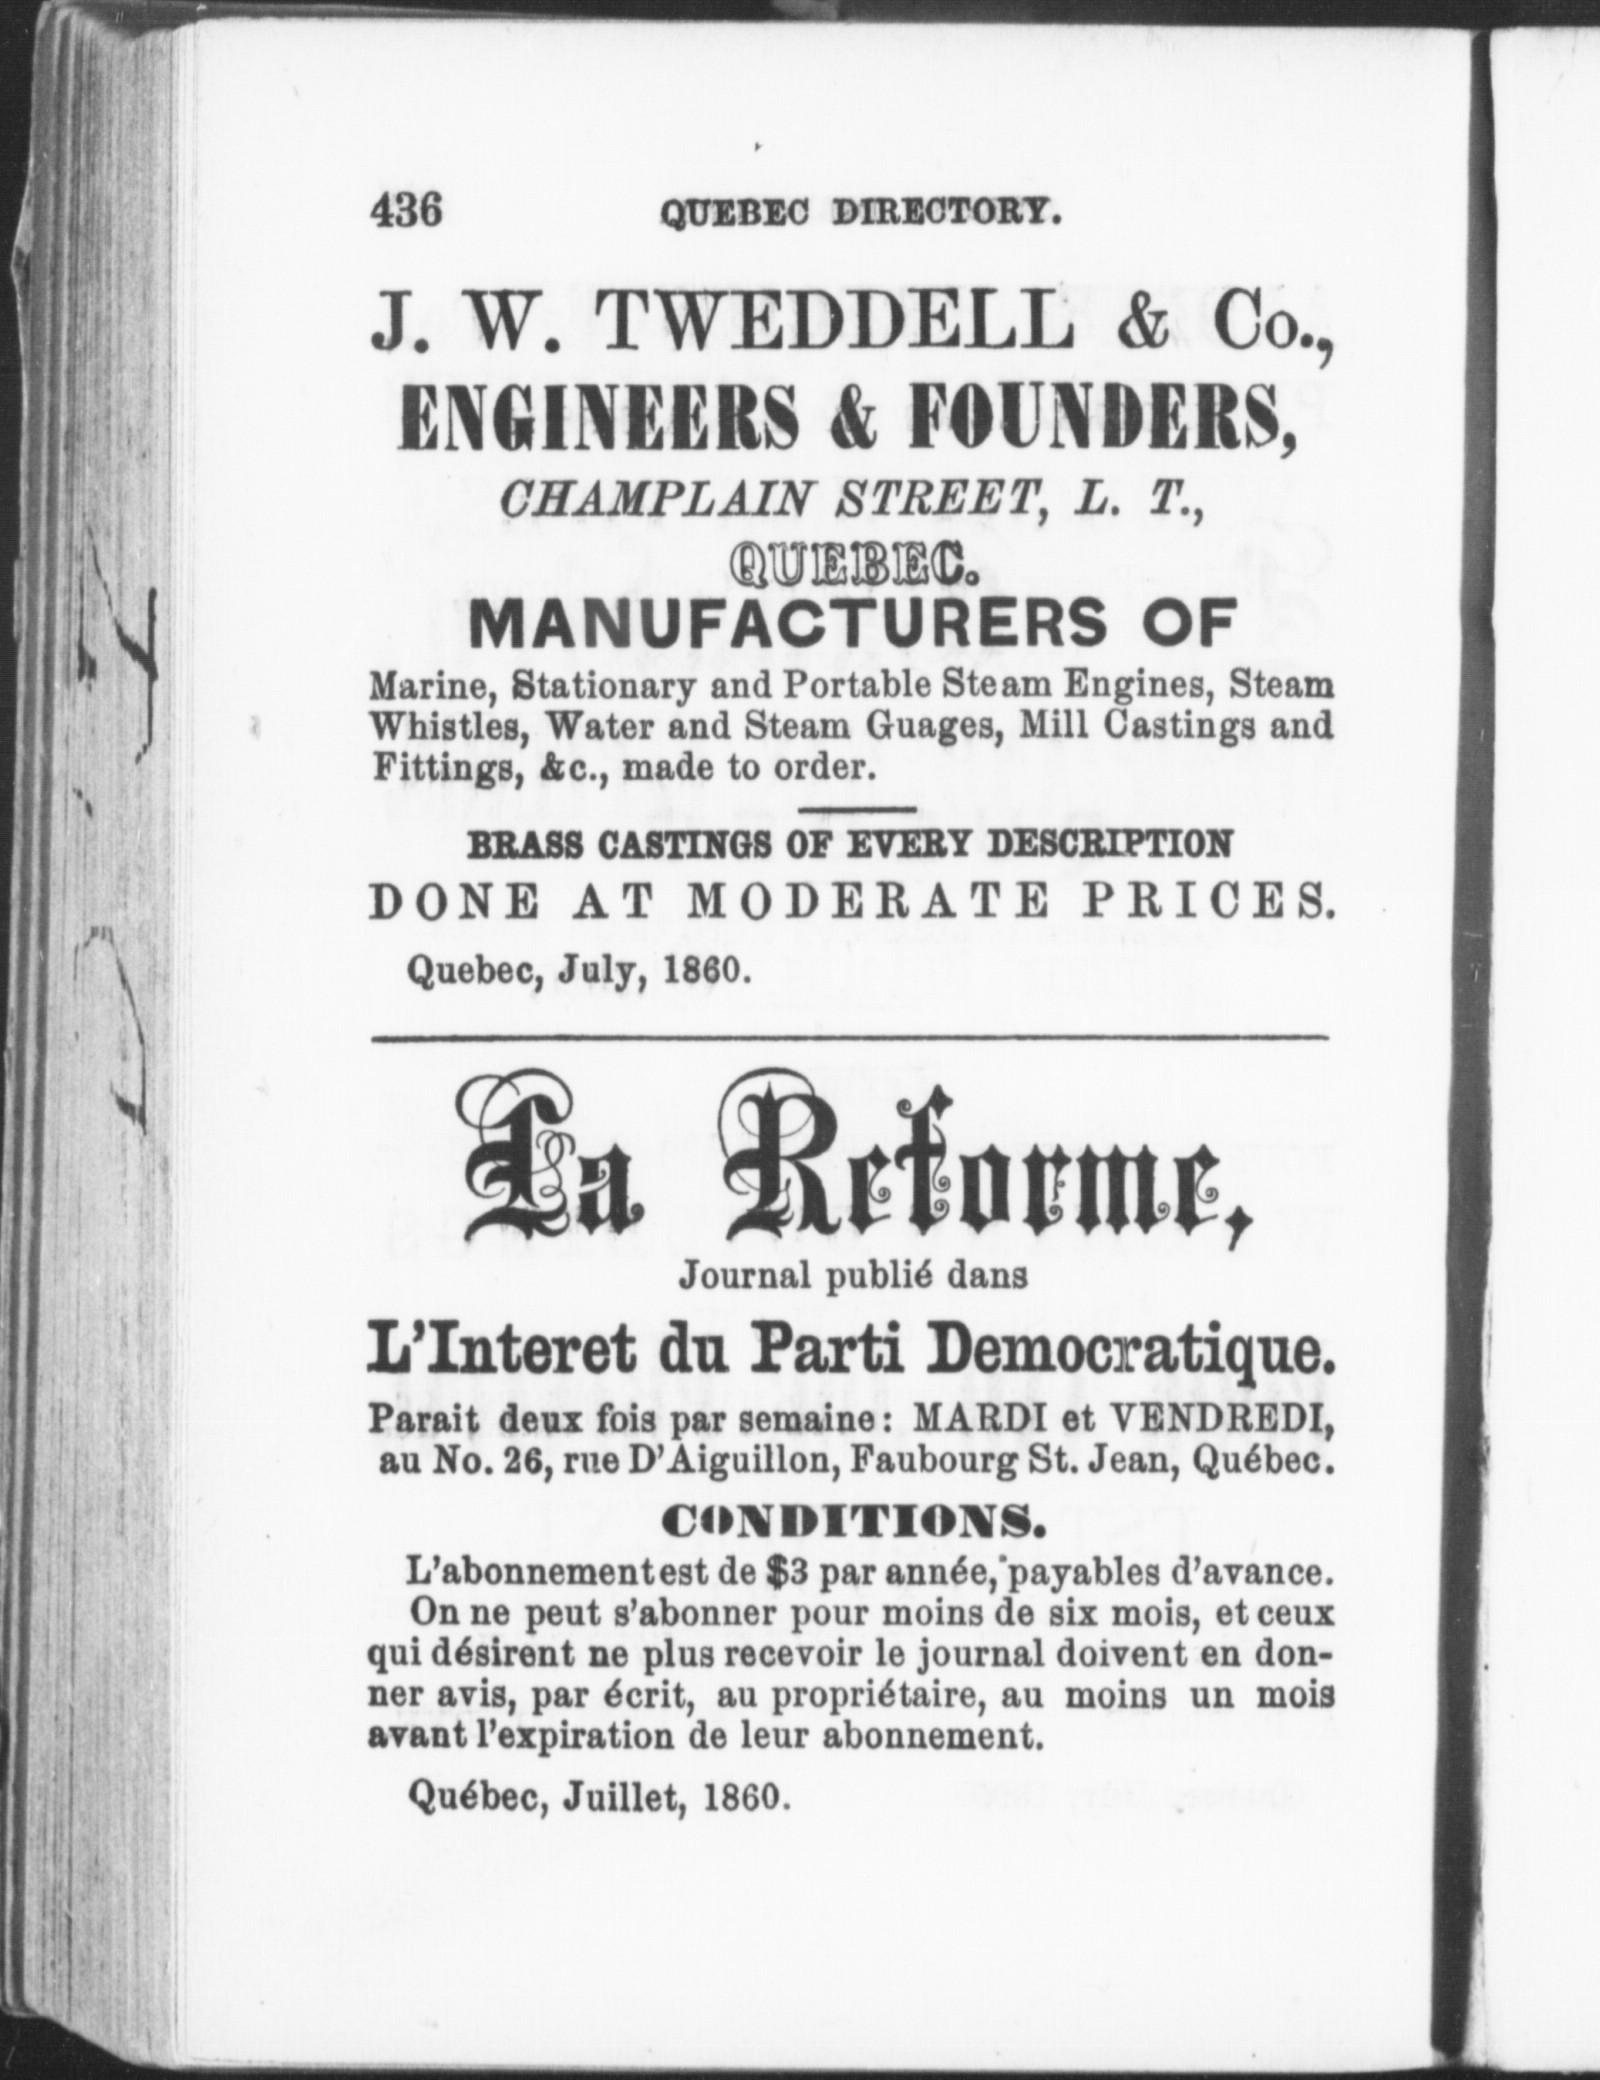 436 QUEBEC DIRECTORY.
J. W. TWEDDELL & Co.,
ENGINEERS & FOUNDERS,
CHAMPLAIN STREET, L. T.,
QUEBEC.
MANUFACTURERS OF
Marine, Stationary and Portable Steam Engines, Steam
Whistles, Water and Steam Guages, Mill Castings and
Fittings, &c., made to order.
BRASS CASTINGS OF EVERY DESCRIPTION
DONE AT MODERATE PRICES.
Quebec, July, 1860.
La Reforme,
Journal publié dans
L'Interet du Parti Democratique.
Parait deux fois par semaine: MARDI et VENDREDI,
au No. 26, rue D'Aiguillon, Faubourg St. Jean, Québec.
CONDITIONS.
L'abonnement est de $3 par année, payables d'avance.
On ne peut s'abonner pour moins de six mois, et ceux
qui désirent ne plus recevoir le journal doivent en don-
ner avis, par écrit, au propriétaire, au moins un mois
avant l'expiration de leur abonnement.
Québec, Juillet, 1860.